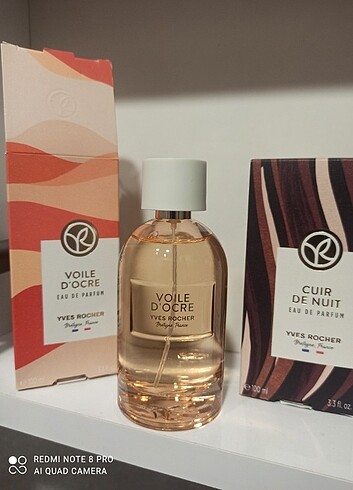 VOILE
D'OCRE
EAU DE PARFUM
YVES ROCHER
Bretagne, France
VOILE
D'OCRE
YVES ROCHER
Bretagne, France
CUIR
DE NUIT
EAU DE PARFUM
YVES ROCHER
Bretagne, France
e 100 ml
3.3 fl. oz.
REDMI NOTE 8 PRO
AI QUAD CAMERA